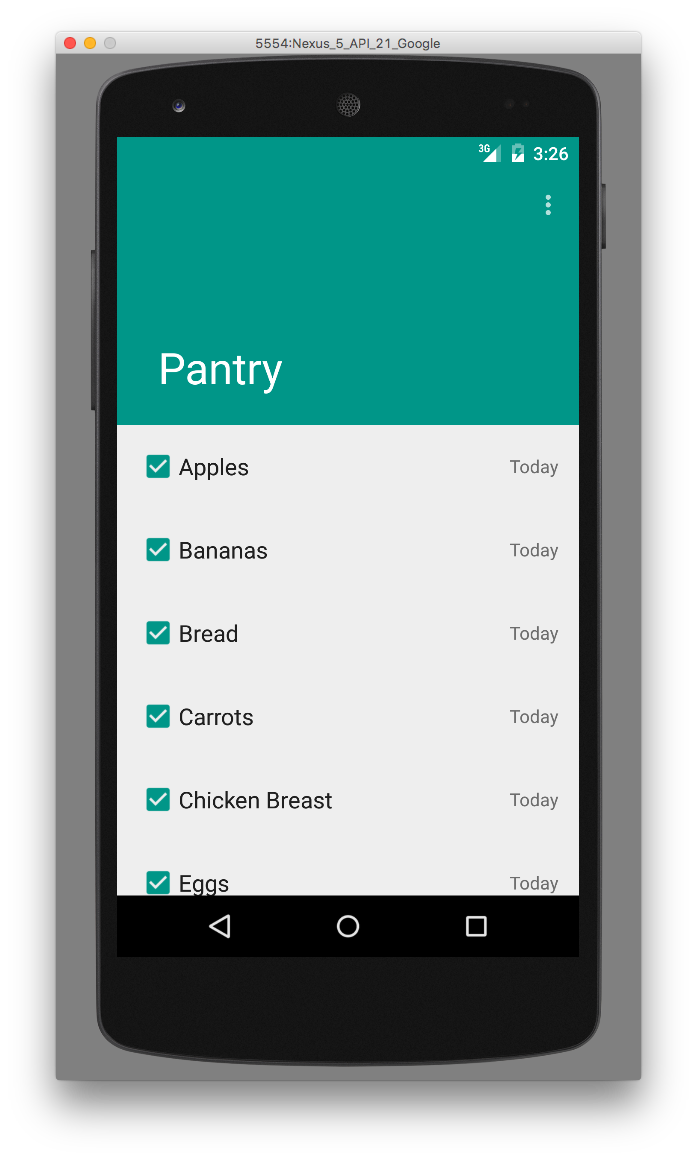 5554:Nexus_5_API_21_Google
3G 3:26
Pantry
Apples Today
Bananas Today
Bread Today
Carrots Today
Chicken Breast Today
Eggs Today